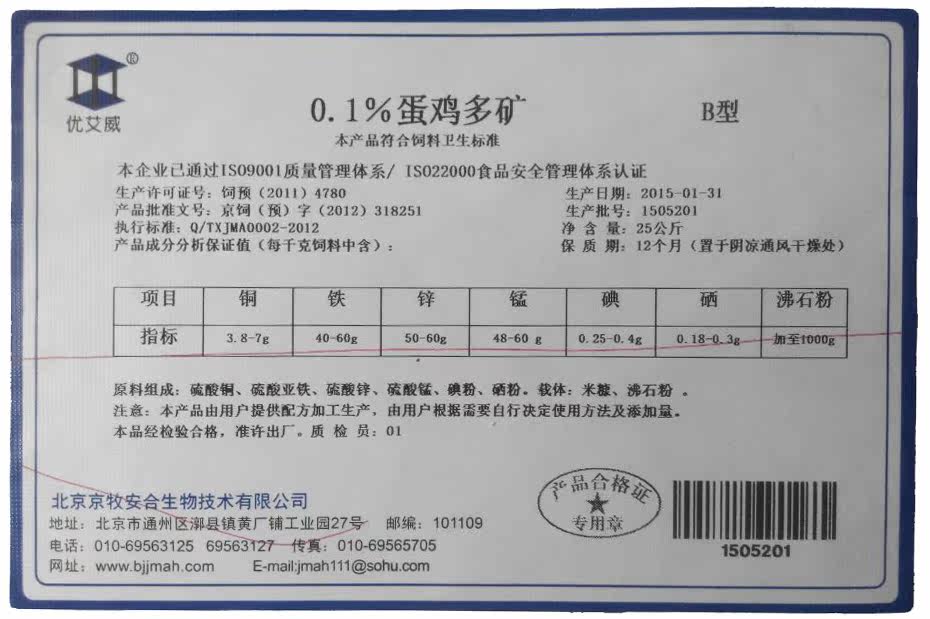 ®
优艾威
0.1%蛋鸡多矿 B型
本产品符合饲料卫生标准
本企业已通过ISO9001质量管理体系/ ISO22000食品安全管理体系认证
生产许可证号：饲预（2011）4780 生产日期：2015-01-31
产品批准文号：京饲（预）字（2012）318251 生产批号：1505201
执行标准：Q/TXJMA0002-2012 净 含 量：25公斤
产品成分分析保证值（每千克饲料中含）： 保 质 期：12个月（置于阴凉通风干燥处）
项目 铜 铁 锌 锰 碘 硒 沸石粉
指标 3.8-7g 40-60g 50-60g 48-60 g 0.25-0.4g 0.18-0.3g 加至1000g
原料组成：硫酸铜、硫酸亚铁、硫酸锌、硫酸锰、碘粉、硒粉。载体：米糠、沸石粉 。
注意：本产品由用户提供配方加工生产，由用户根据需要自行决定使用方法及添加量。
本品经检验合格，准许出厂。质 检 员：01
产品合格证
专用章
北京京牧安合生物技术有限公司
地址：北京市通州区漷县镇黄厂铺工业园27号 邮编：101109
电话：010-69563125 69563127 传真：010-69565705
网址：www.bjjmah.com E-mail:jmah111@sohu.com
1505201